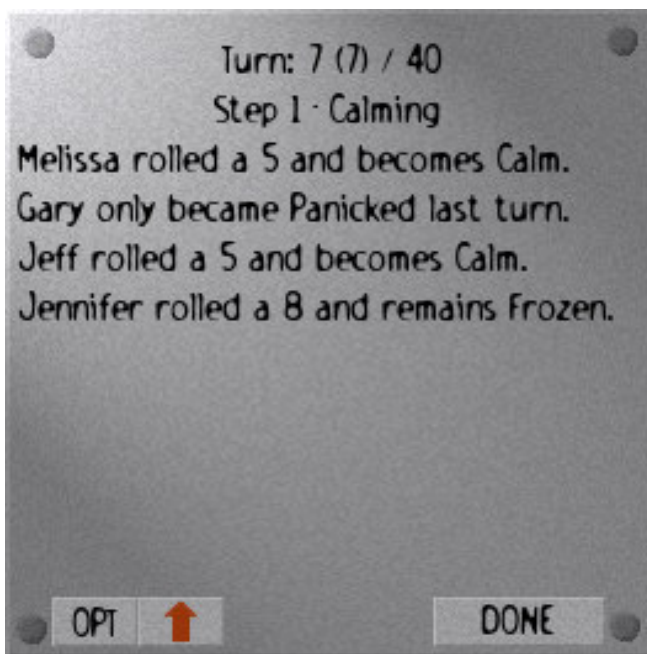 Turn: 7 (7) / 40
Step 1 · Calming
Melissa rolled a 5 and becomes Calm.
Gary only became Panicked last turn.
Jeff rolled a 5 and becomes Calm.
Jennifer rolled a 8 and remains Frozen.
OPT DONE